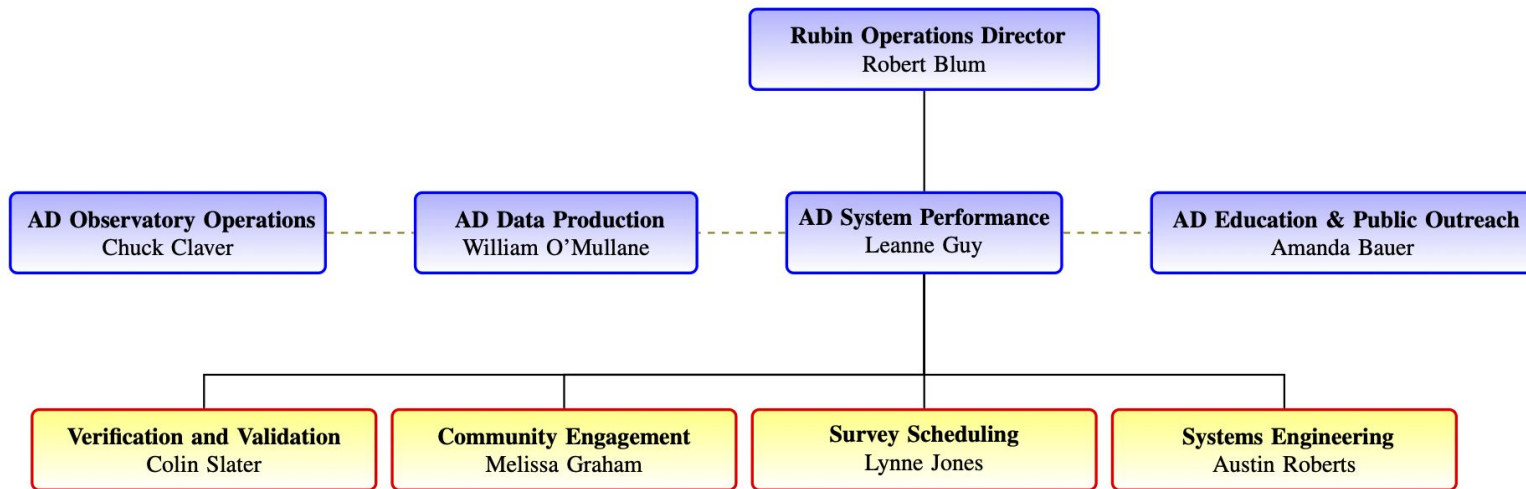 Rubin Operations Director
Robert Blum
AD Observatory Operations
Chuck Claver
AD Data Production
William O’Mullane
AD System Performance
Leanne Guy
AD Education & Public Outreach
Amanda Bauer
Verification and Validation
Colin Slater
Community Engagement
Melissa Graham
Survey Scheduling
Lynne Jones
Systems Engineering
Austin Roberts